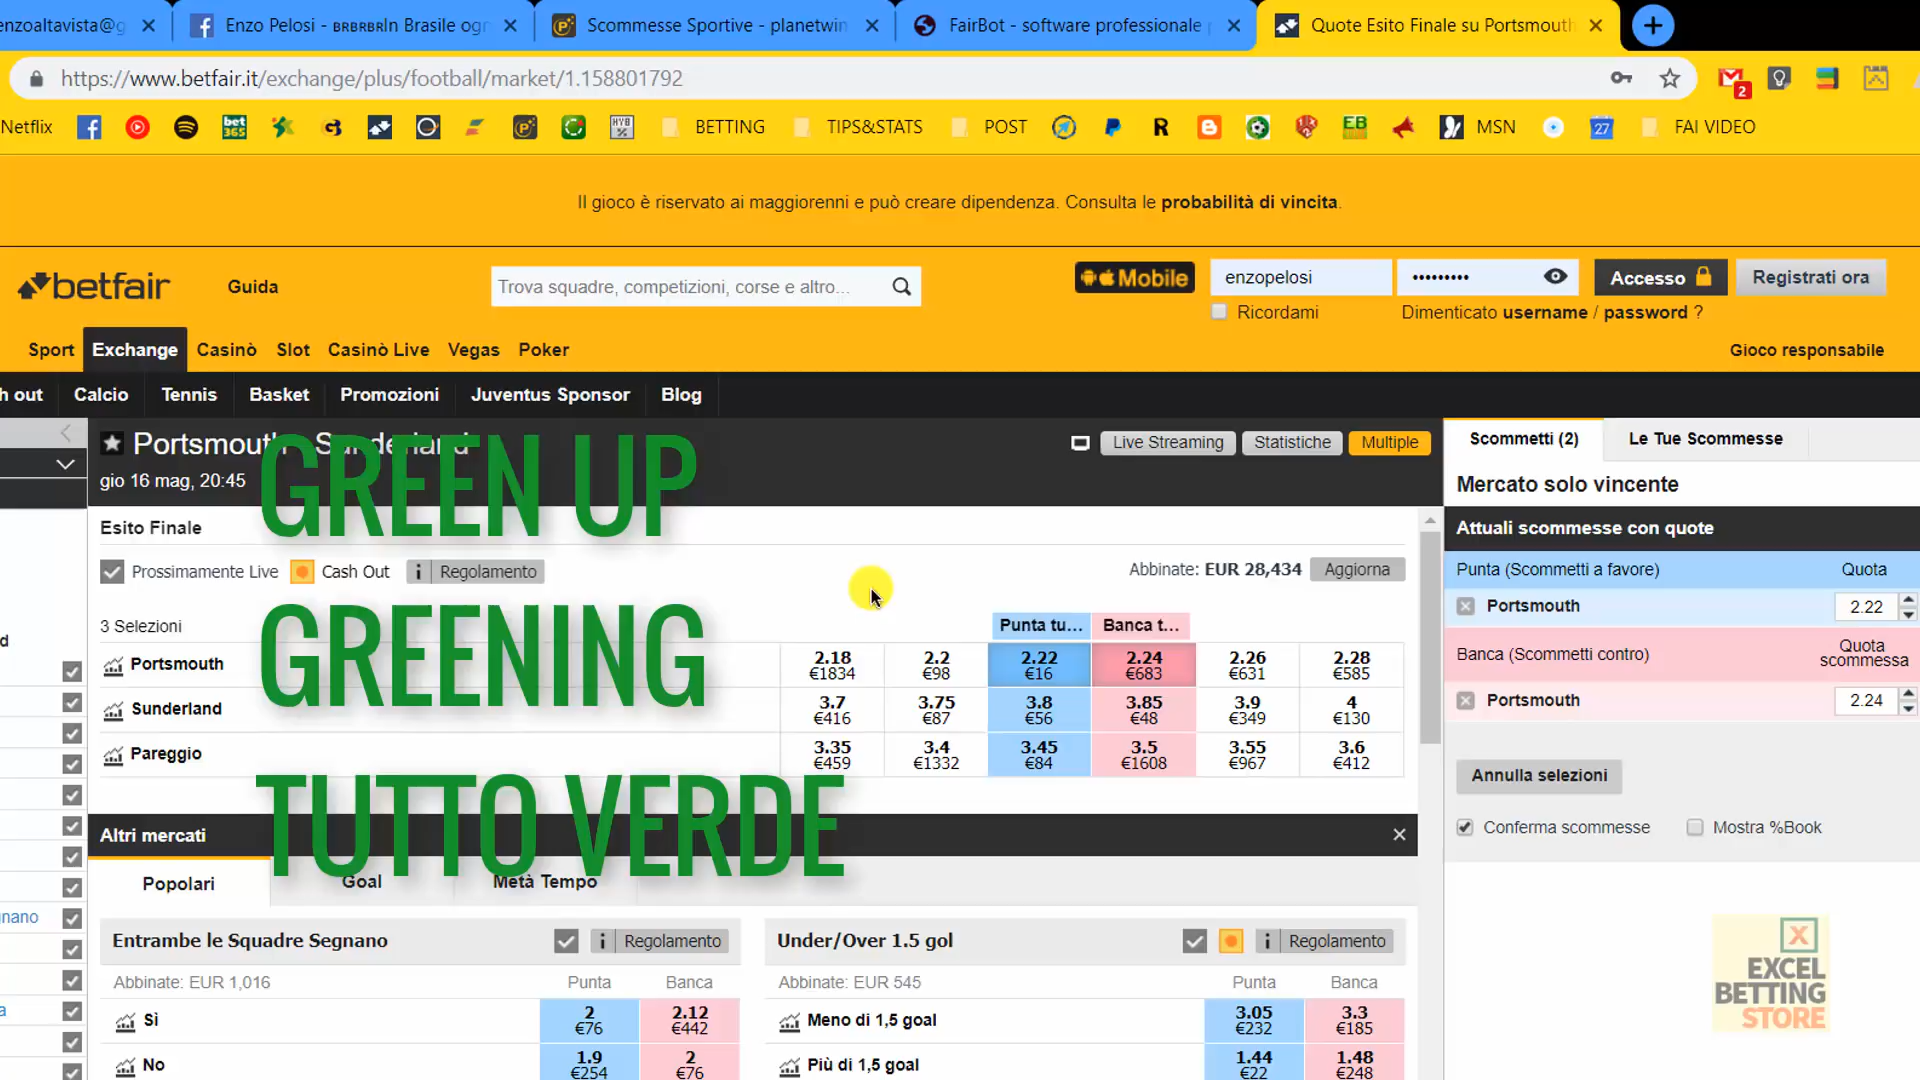 enzoaltavista@g
Enzo Pelosi - ʙʀʙʀʙʀIn Brasile ogn
Scommesse Sportive - planetwin
FairBot - software professionale p
Quote Esito Finale su Portsmouth
https://www.betfair.it/exchange/plus/football/market/1.158801792
2
Netflix
bet365
HYB %
BETTING
TIPS&STATS
POST
R
EB
MSN
27
FAI VIDEO
Il gioco è riservato ai maggiorenni e può creare dipendenza. Consulta le probabilità di vincita.
betfair
Guida
Trova squadre, competizioni, corse e altro...
Mobile
enzopelosi
•••••••••
Accesso
Registrati ora
Ricordami
Dimenticato username / password ?
Sport
Exchange
Casinò
Slot
Casinò Live
Vegas
Poker
Gioco responsabile
h out
Calcio
Tennis
Basket
Promozioni
Juventus Sponsor
Blog
Portsmouth - Sunderland
gio 16 mag, 20:45
Live Streaming
Statistiche
Multiple
GREEN UP
GREENING
TUTTO VERDE
Esito Finale
Prossimamente Live
Cash Out
i Regolamento
Abbinate: EUR 28,434
Aggiorna
3 Selezioni
Punta tu...
Banca t...
Portsmouth
2.18 2.2 2.22 2.24 2.26 2.28
€1834 €98 €16 €683 €631 €585
Sunderland
3.7 3.75 3.8 3.85 3.9 4
€416 €87 €56 €48 €349 €130
Pareggio
3.35 3.4 3.45 3.5 3.55 3.6
€459 €1332 €84 €1608 €967 €412
Altri mercati
Popolari
Goal
Metà Tempo
Entrambe le Squadre Segnano
i Regolamento
Abbinate: EUR 1,016
Punta
Banca
Sì
2 2.12
€76 €442
No
1.9 2
€254 €76
Under/Over 1.5 gol
i Regolamento
Abbinate: EUR 545
Punta
Banca
Meno di 1,5 goal
3.05 3.3
€232 €185
Più di 1,5 goal
1.44 1.48
€22 €248
d
gnano
a
Scommetti (2)
Le Tue Scommesse
Mercato solo vincente
Attuali scommesse con quote
Punta (Scommetti a favore)
Quota
Portsmouth
2.22
Banca (Scommetti contro)
Quota
scommessa
Portsmouth
2.24
Annulla selezioni
Conferma scommesse
Mostra %Book
X
EXCEL
BETTING
STORE